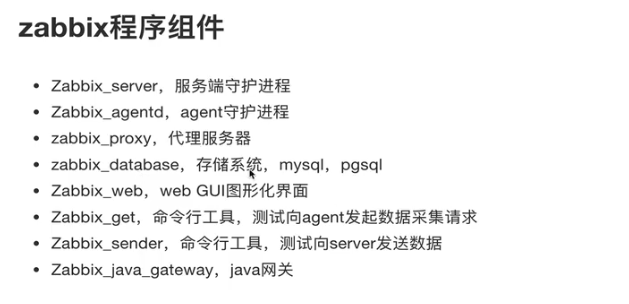 zabbix程序组件
• Zabbix_server，服务端守护进程
• Zabbix_agentd，agent守护进程
• zabbix_proxy，代理服务器
• zabbix_database，存储系统，mysql，pgsql
• Zabbix_web，web GUI图形化界面
• Zabbix_get，命令行工具，测试向agent发起数据采集请求
• Zabbix_sender，命令行工具，测试向server发送数据
• Zabbix_java_gateway，java网关